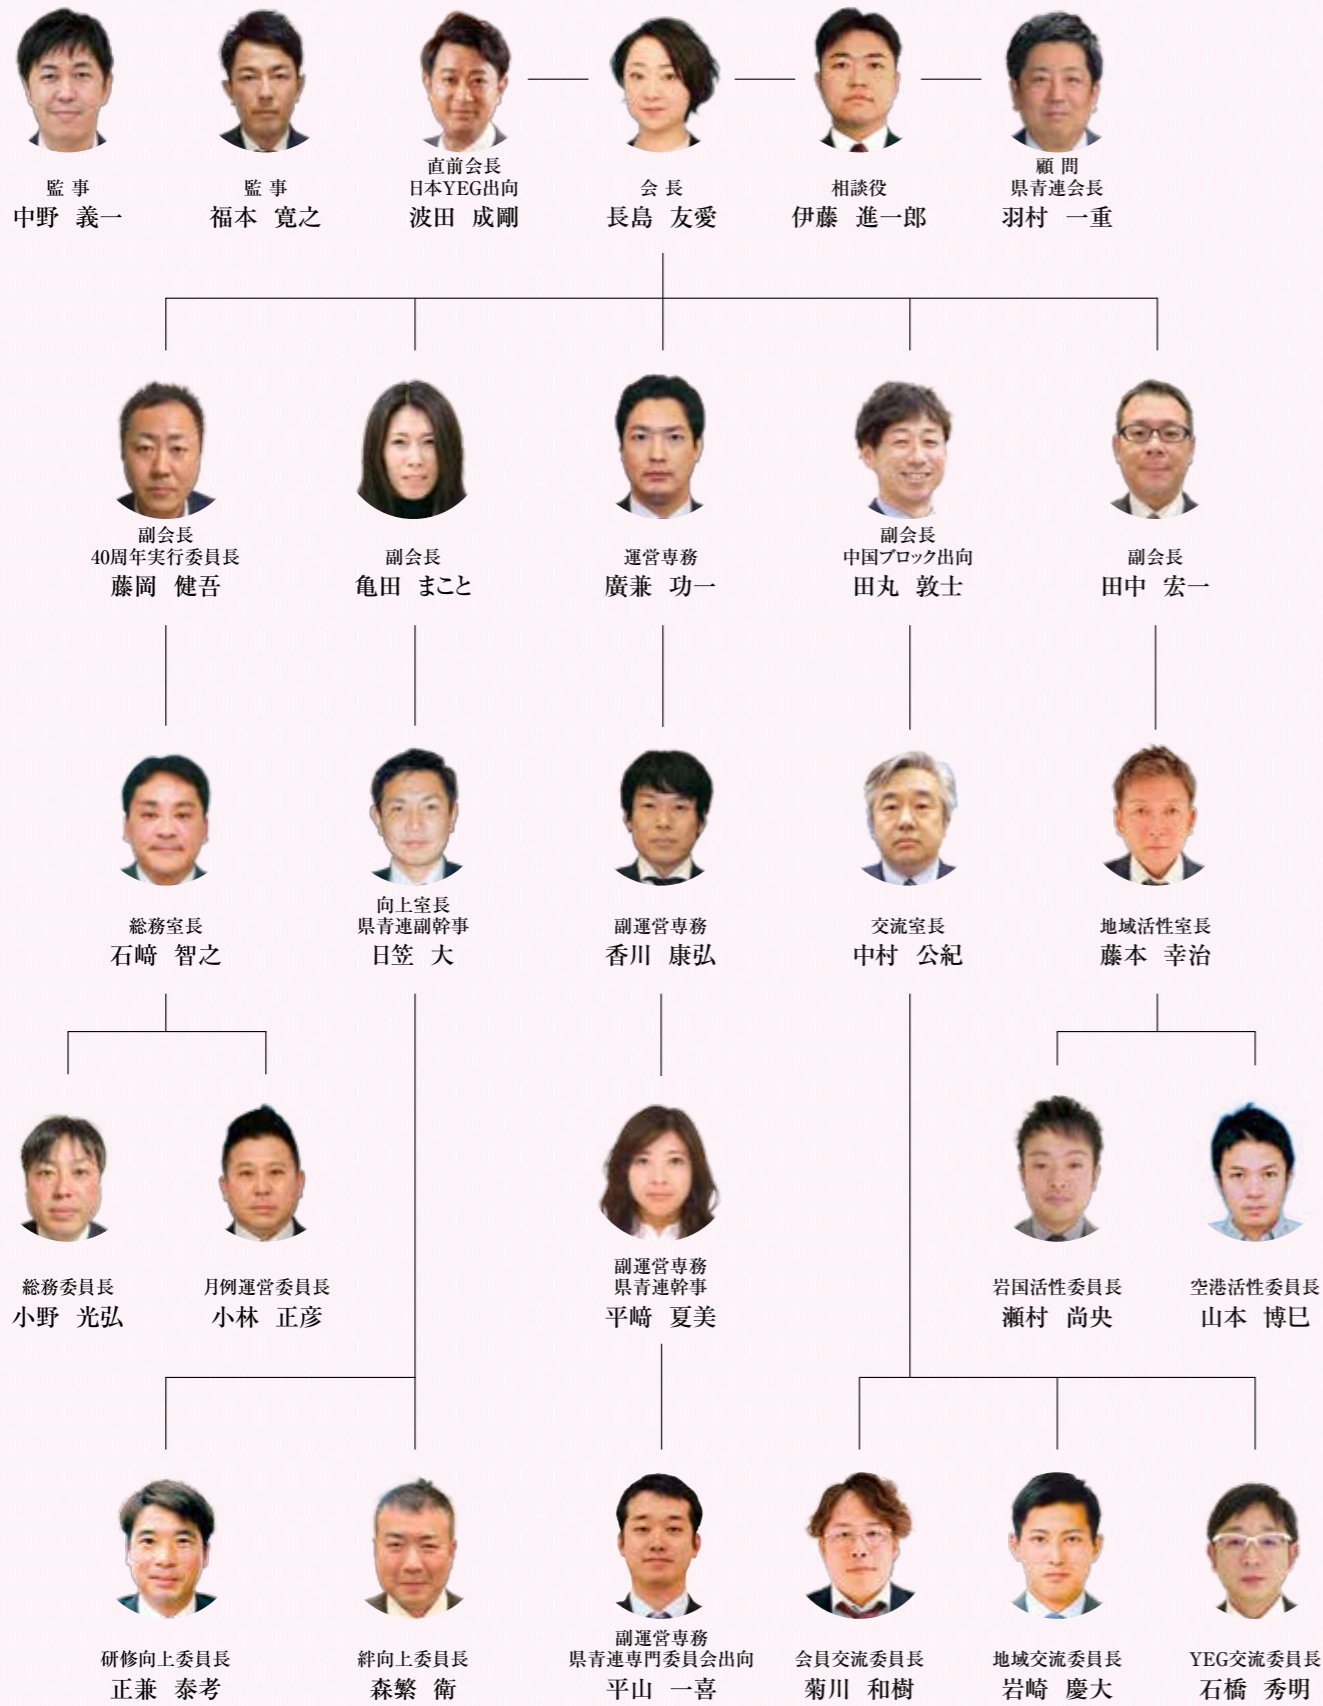 監 事
中野 義一
監 事
福本 寛之
直前会長
日本YEG出向
波田 成剛
会 長
長島 友愛
相談役
伊藤 進一郎
顧 問
県青連会長
羽村 一重
副会長
40周年実行委員長
藤岡 健吾
副会長
亀田 まこと
運営専務
廣兼 功一
副会長
中国ブロック出向
田丸 敦士
副会長
田中 宏一
総務室長
石﨑 智之
向上室長
県青連副幹事
日笠 大
副運営専務
香川 康弘
交流室長
中村 公紀
地域活性室長
藤本 幸治
総務委員長
小野 光弘
月例運営委員長
小林 正彦
副運営専務
県青連幹事
平﨑 夏美
岩国活性委員長
瀬村 尚央
空港活性委員長
山本 博巳
研修向上委員長
正兼 泰考
絆向上委員長
森繁 衛
副運営専務
県青連専門委員会出向
平山 一喜
会員交流委員長
菊川 和樹
地域交流委員長
岩崎 慶大
YEG交流委員長
石橋 秀明